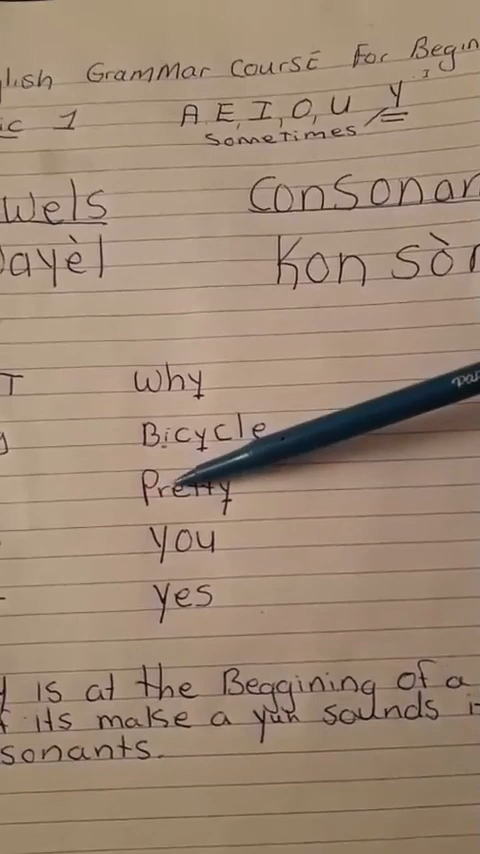 lish Grammar Course For Begin
ic 1 A, E, I, O, U Y
sometimes
wels Consonan
ayèl Kon sòn
T Why
y Bicycle
Pretty
you
yes
y is at the Beggining of a
f its make a yuh sounds i
sonants.